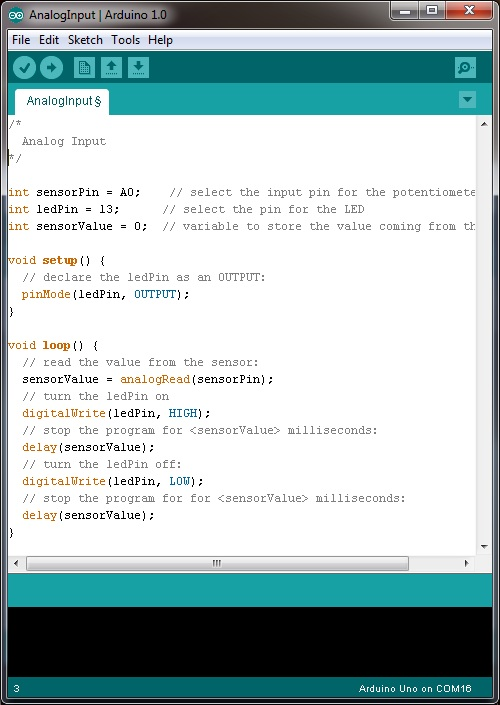 AnalogInput | Arduino 1.0
File Edit Sketch Tools Help
AnalogInput§
/*
  Analog Input
*/
int sensorPin = A0;    // select the input pin for the potentiomete
int ledPin = 13;      // select the pin for the LED
int sensorValue = 0;  // variable to store the value coming from th
void setup() {
  // declare the ledPin as an OUTPUT:
  pinMode(ledPin, OUTPUT);
}
void loop() {
  // read the value from the sensor:
  sensorValue = analogRead(sensorPin);
  // turn the ledPin on
  digitalWrite(ledPin, HIGH);
  // stop the program for <sensorValue> milliseconds:
  delay(sensorValue);
  // turn the ledPin off:
  digitalWrite(ledPin, LOW);
  // stop the program for for <sensorValue> milliseconds:
  delay(sensorValue);
}
3 Arduino Uno on COM16